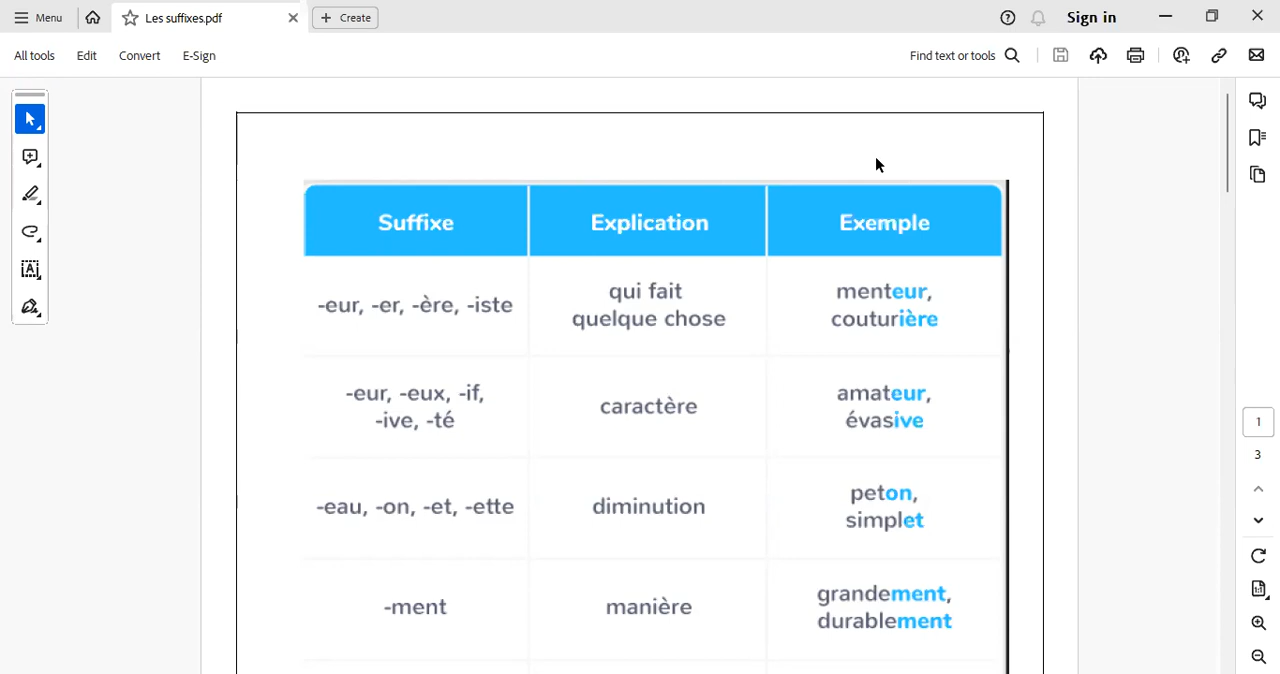 Menu
Les suffixes.pdf
Create
Sign in
All tools
Edit
Convert
E-Sign
Find text or tools
Suffixe
Explication
Exemple
-eur, -er, -ère, -iste
qui fait
quelque chose
menteur,
couturière
-eur, -eux, -if,
-ive, -té
caractère
amateur,
évasive
-eau, -on, -et, -ette
diminution
peton,
simplet
-ment
manière
grandement,
durablement
1
3